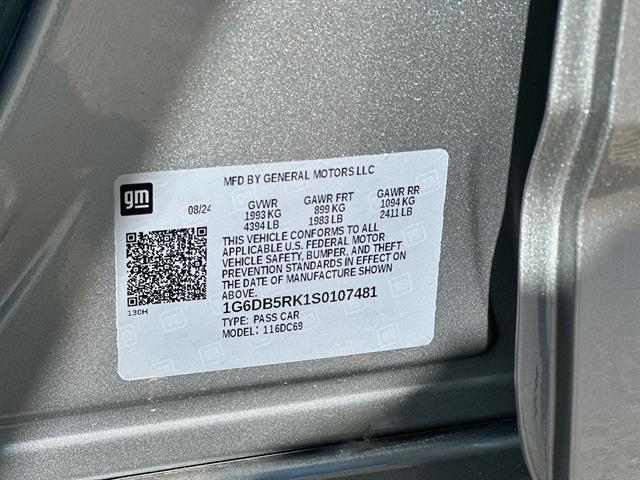 MFD BY GENERAL MOTORS LLC
gm
08/24
GVWR GAWR FRT GAWR RR
1993 KG 899 KG 1094 KG
4394 LB 1983 LB 2411 LB
THIS VEHICLE CONFORMS TO ALL
APPLICABLE U.S. FEDERAL MOTOR
VEHICLE SAFETY, BUMPER, AND THEFT
PREVENTION STANDARDS IN EFFECT ON
THE DATE OF MANUFACTURE SHOWN
ABOVE.
130H
1G6DB5RK1S0107481
TYPE: PASS CAR
MODEL: 116DC69